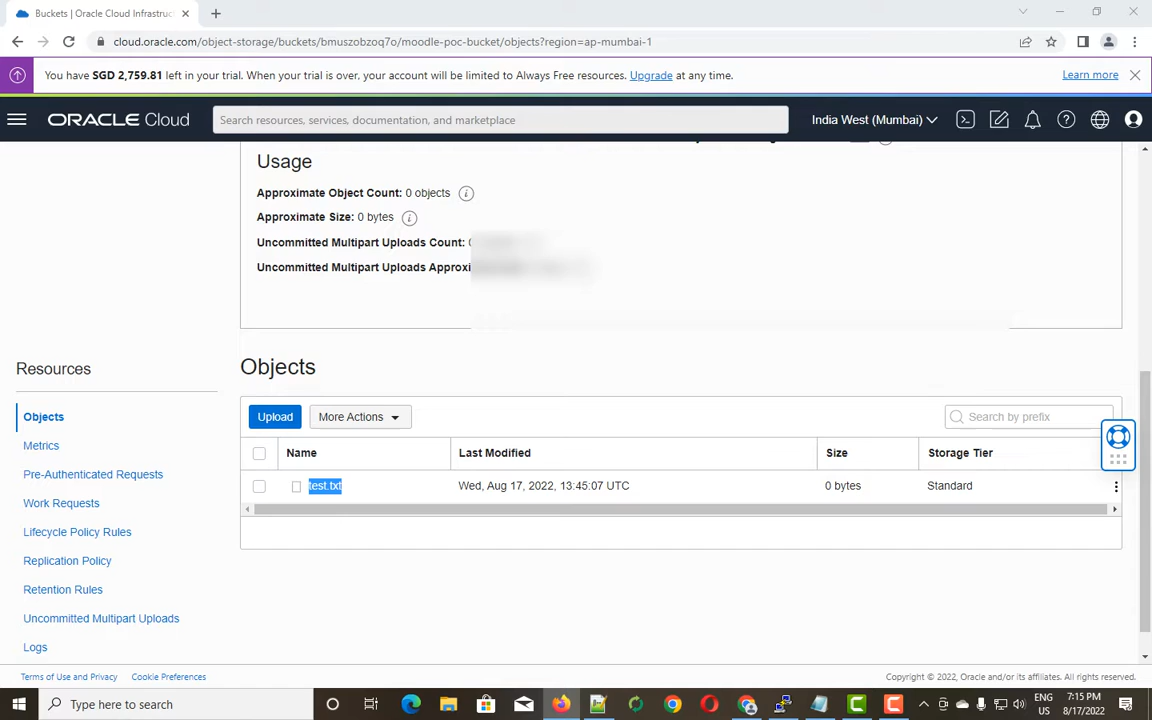 Buckets | Oracle Cloud Infrastruc
cloud.oracle.com/object-storage/buckets/bmuszobzoq7o/moodle-poc-bucket/objects?region=ap-mumbai-1
You have SGD 2,759.81 left in your trial. When your trial is over, your account will be limited to Always Free resources. Upgrade at any time.
Learn more
ORACLE Cloud
Search resources, services, documentation, and marketplace
India West (Mumbai)
Usage
Approximate Object Count: 0 objects
Approximate Size: 0 bytes
Uncommitted Multipart Uploads Count:
Uncommitted Multipart Uploads Approxi
Resources
Objects
Metrics
Pre-Authenticated Requests
Work Requests
Lifecycle Policy Rules
Replication Policy
Retention Rules
Uncommitted Multipart Uploads
Logs
Objects
Upload
More Actions
Search by prefix
Name Last Modified Size Storage Tier
test.txt Wed, Aug 17, 2022, 13:45:07 UTC 0 bytes Standard
Terms of Use and Privacy Cookie Preferences
Copyright © 2022, Oracle and/or its affiliates. All rights reserved.
Type here to search
ENG
US
7:15 PM
8/17/2022